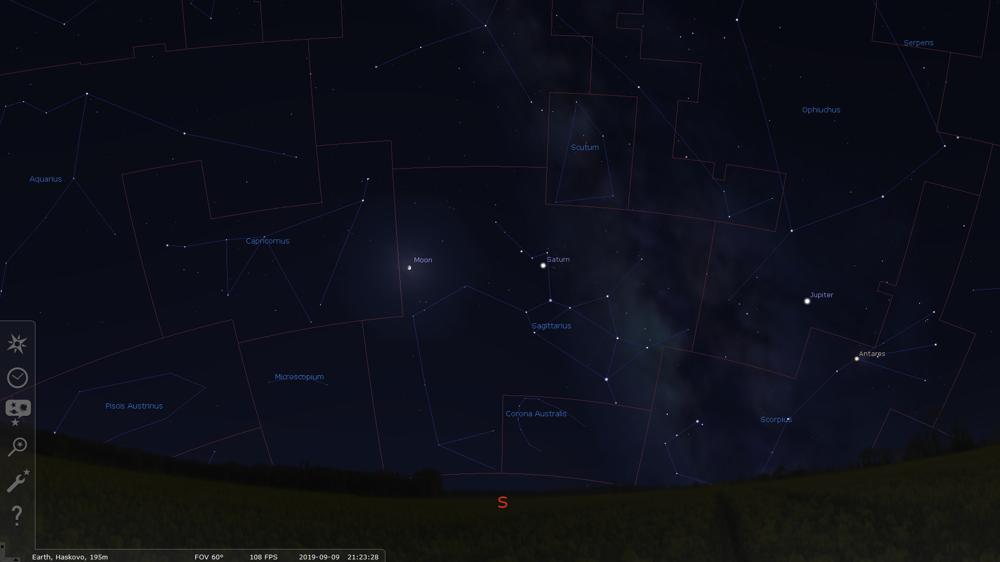 Serpens
Ophiuchus
Scutum
Aquarius
Capricornus
Moon
Saturn
Jupiter
Sagittarius
Antares
Microscopium
Piscis Austrinus
Corona Australis
Scorpius
S
Earth, Haskovo, 195m FOV 60° 108 FPS 2019-09-09 21:23:28